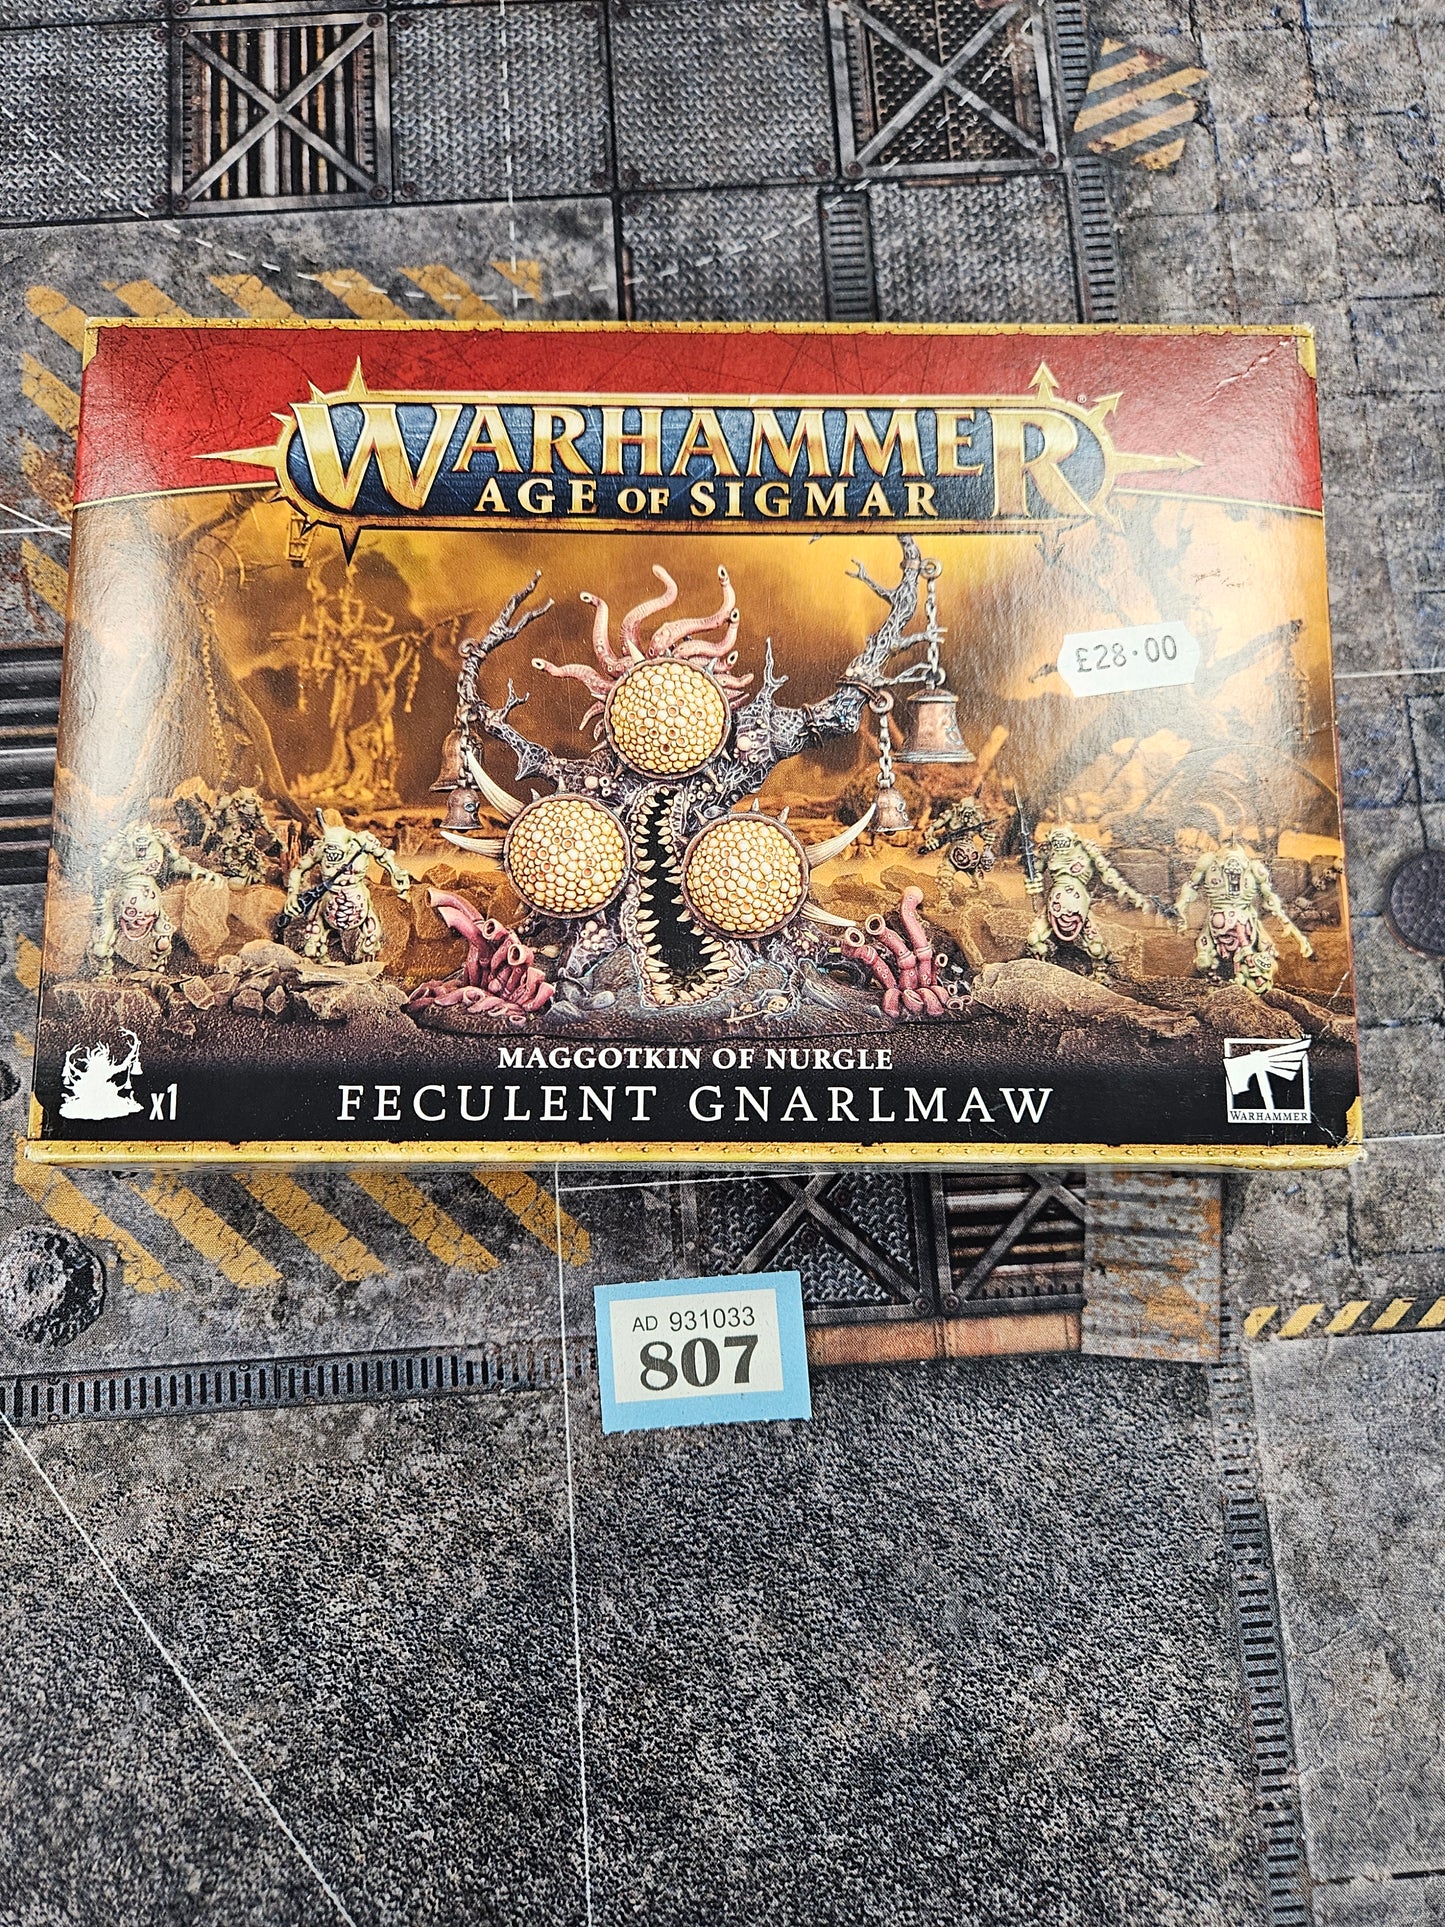 WARHAMMER®
AGE OF SIGMAR
£28.00
MAGGOTKIN OF NURGLE
FECULENT GNARLMAW
x1
WARHAMMER
AD 931033
807